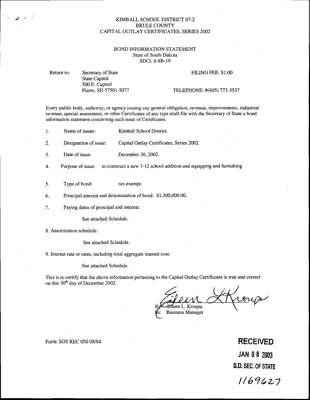 KIMBALL SCHOOL DISTRICT 07-2
BRULE COUNTY
CAPITAL OUTLAY CERTIFICATES, SERIES 2002
BOND INFORMATION STATEMENT
State of South Dakota
SDCL 6-8B-19
Return to: Secretary of State FILING FEE: $1.00
State Capitol
500 E. Capitol
Pierre, SD 57501-5077 TELEPHONE: #(605) 773-3537
Every public body, authority, or agency issuing any general obligation, revenue, improvements, industrial
revenue, special assessment, or other Certificates of any type shall file with the Secretary of State a bond
information statement concerning each issue of Certificates.
1. Name of issuer: Kimball School District.
2. Designation of issue: Capital Outlay Certificates, Series 2002
3. Date of issue: December 30, 2002.
4. Purpose of issue: to construct a new 7-12 school addition and equipping and furnishing
5. Type of bond: tax exempt.
6. Principal amount and denomination of bond: $1,300,000.00.
7. Paying dates of principal and interest:
See attached Schedule.
8. Amortization schedule:
See attached Schedule.
9. Interest rate or rates, including total aggregate interest cost:
See attached Schedule.
This is to certify that the above information pertaining to the Capital Outlay Certificates is true and correct
on this 30th day of December 2002.
Eileen L Kroupa
By: Eileen L. Kroupa
Its: Business Manager
Form: SOS REC 050 08/84
RECEIVED
JAN 08 2003
S.D. SEC. OF STATE
1169627